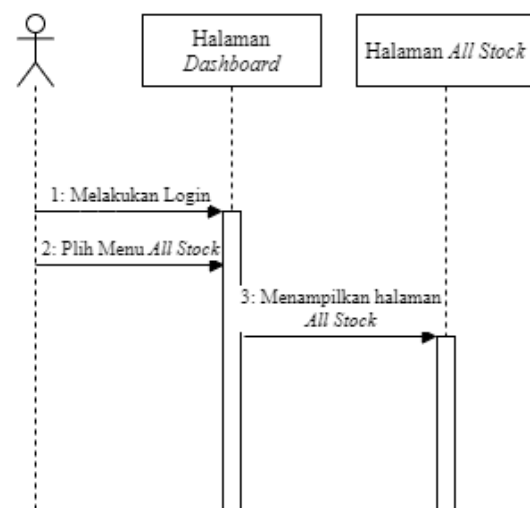 Halaman
Dashboard
Halaman All Stock
1: Melakukan Login
2: Plih Menu All Stock
3: Menampilkan halaman
All Stock